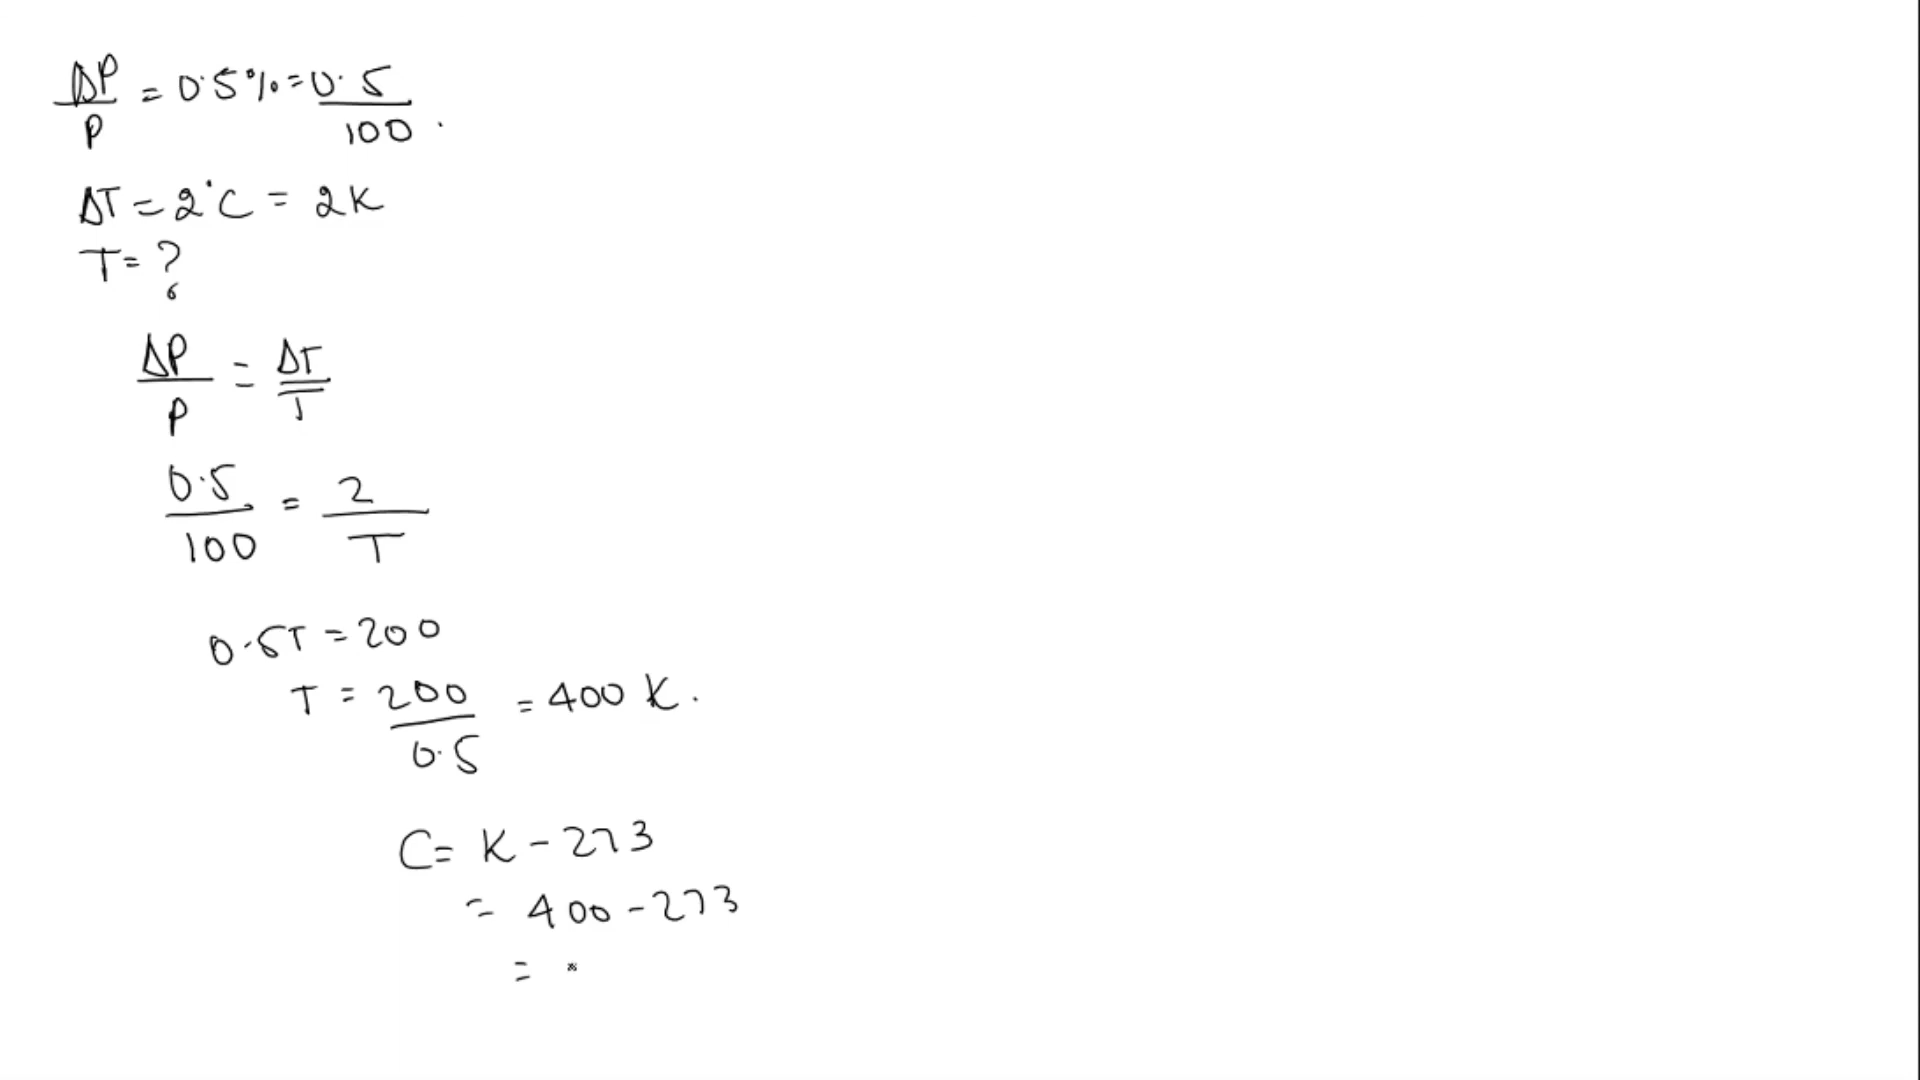 ΔP/P = 0.5% = 0.5/100.
ΔT = 2°C = 2K
T = ?
ΔP/P = ΔT/T
0.5/100 = 2/T
0.5T = 200
T = 200/0.5 = 400 K.
C = K - 273
= 400 - 273
=